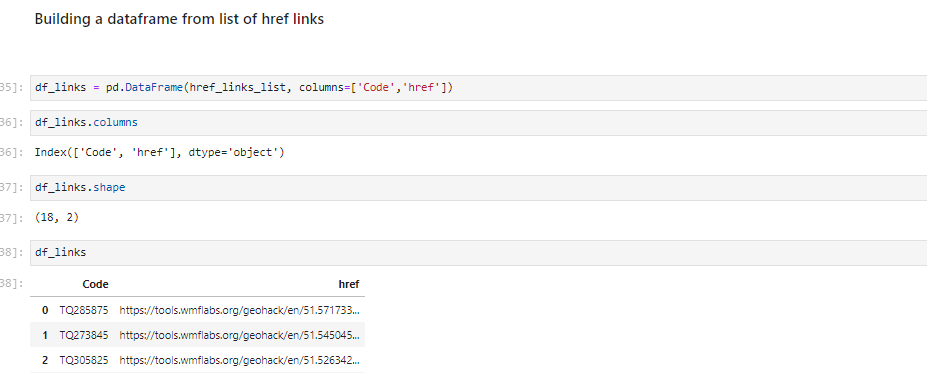 Building a dataframe from list of href links
35]: df_links = pd.DataFrame(href_links_list, columns=['Code','href'])
36]: df_links.columns
36]: Index(['Code', 'href'], dtype='object')
37]: df_links.shape
37]: (18, 2)
38]: df_links
38]: Code href
0 TQ285875 https://tools.wmflabs.org/geohack/en/51.571733...
1 TQ273845 https://tools.wmflabs.org/geohack/en/51.545045...
2 TQ305825 https://tools.wmflabs.org/geohack/en/51.526342...